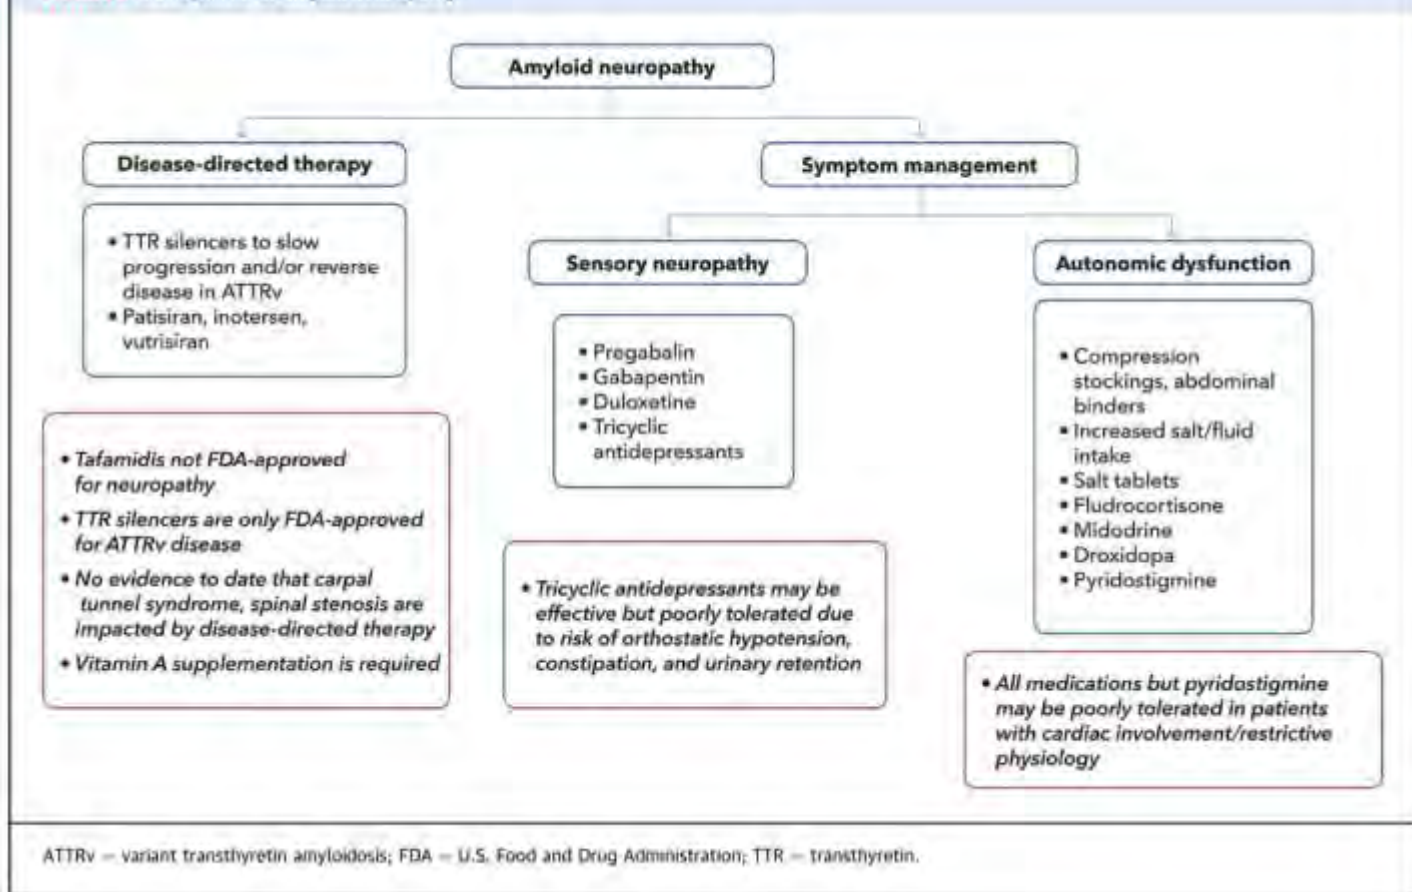 Amyloid neuropathy
Disease-directed therapy
• TTR silencers to slow
progression and/or reverse
disease in ATTRv
• Patisiran, inotersen,
vutrisiran
• Tafamidis not FDA-approved
for neuropathy
• TTR silencers are only FDA-approved
for ATTRv disease
• No evidence to date that carpal
tunnel syndrome, spinal stenosis are
impacted by disease-directed therapy
• Vitamin A supplementation is required
Symptom management
Sensory neuropathy
• Pregabalin
• Gabapentin
• Duloxetine
• Tricyclic
antidepressants
• Tricyclic antidepressants may be
effective but poorly tolerated due
to risk of orthostatic hypotension,
constipation, and urinary retention
Autonomic dysfunction
• Compression
stockings, abdominal
binders
• Increased salt/fluid
intake
• Salt tablets
• Fludrocortisone
• Midodrine
• Droxidopa
• Pyridostigmine
• All medications but pyridostigmine
may be poorly tolerated in patients
with cardiac involvement/restrictive
physiology
ATTRv = variant transthyretin amyloidosis; FDA = U.S. Food and Drug Administration; TTR = transthyretin.